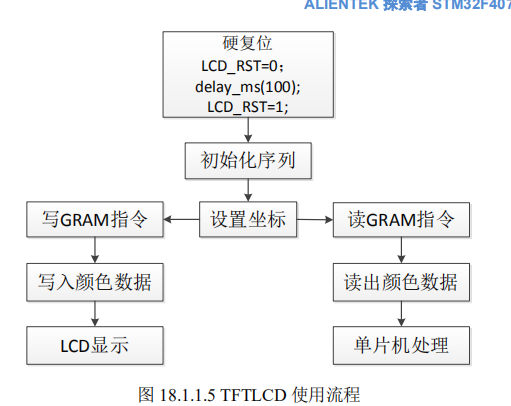 ALIENTEK 探索者 STM32F407
硬复位
LCD_RST=0;
delay_ms(100);
LCD_RST=1;
初始化序列
写GRAM指令
设置坐标
读GRAM指令
写入颜色数据
读出颜色数据
LCD显示
单片机处理
图 18.1.1.5 TFTLCD 使用流程